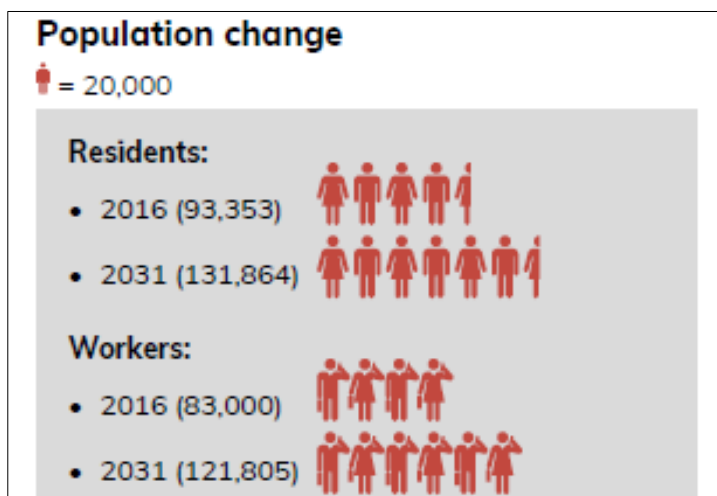 Population change
= 20,000
Residents:
• 2016 (93,353)
• 2031 (131,864)
Workers:
• 2016 (83,000)
• 2031 (121,805)